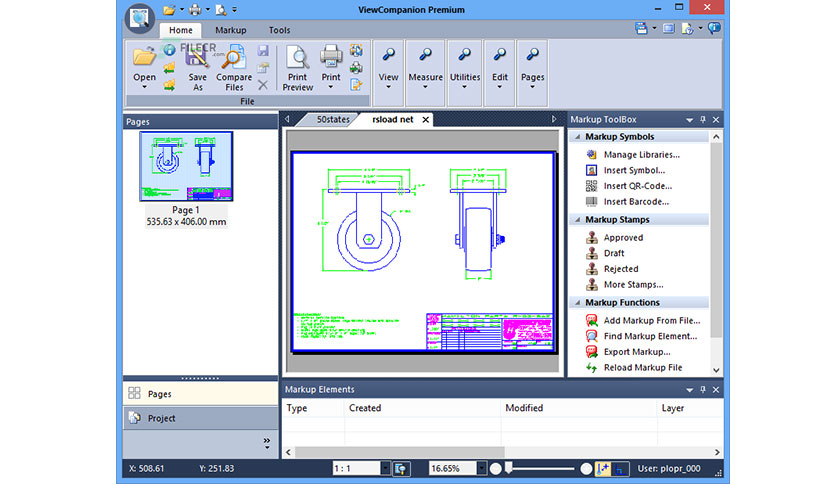 ViewCompanion Premium
Home Markup Tools
FILECR
.com
Open
Save As
Compare Files
Print Preview
Print
View
Measure
Utilities
Edit
Pages
File
Pages
50states
rsload net
Markup ToolBox
Page 1
535.63 x 406.00 mm
Markup Symbols
Manage Libraries...
Insert Symbol...
Insert QR-Code...
Insert Barcode...
Markup Stamps
Approved
Draft
Rejected
More Stamps...
Markup Functions
Add Markup From File...
Find Markup Element...
Export Markup...
Reload Markup File
Pages
Project
Markup Elements
Type Created Modified Layer
X: 508.61 Y: 251.83 1 : 1 16.65% User: plopr_000